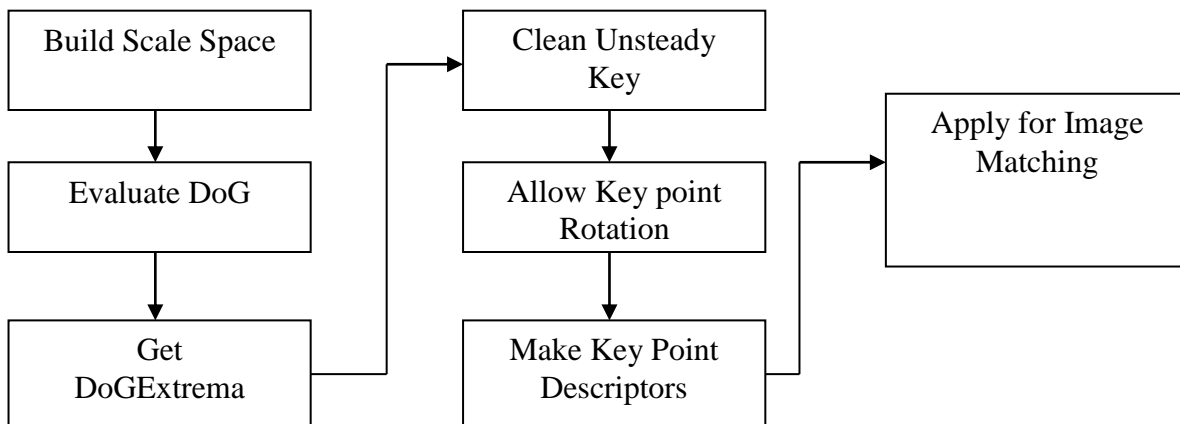 Build Scale Space
Evaluate DoG
Get
DoGExtrema
Clean Unsteady
Key
Allow Key point
Rotation
Make Key Point
Descriptors
Apply for Image
Matching